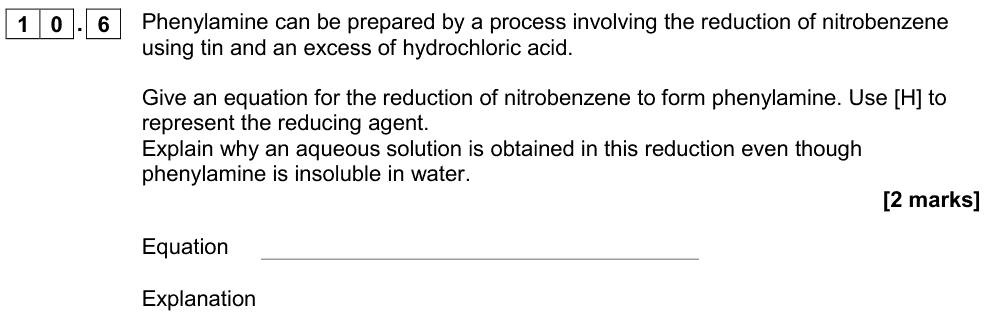 10.6 Phenylamine can be prepared by a process involving the reduction of nitrobenzene
using tin and an excess of hydrochloric acid.
Give an equation for the reduction of nitrobenzene to form phenylamine. Use [H] to
represent the reducing agent.
Explain why an aqueous solution is obtained in this reduction even though
phenylamine is insoluble in water.
[2 marks]
Equation
Explanation